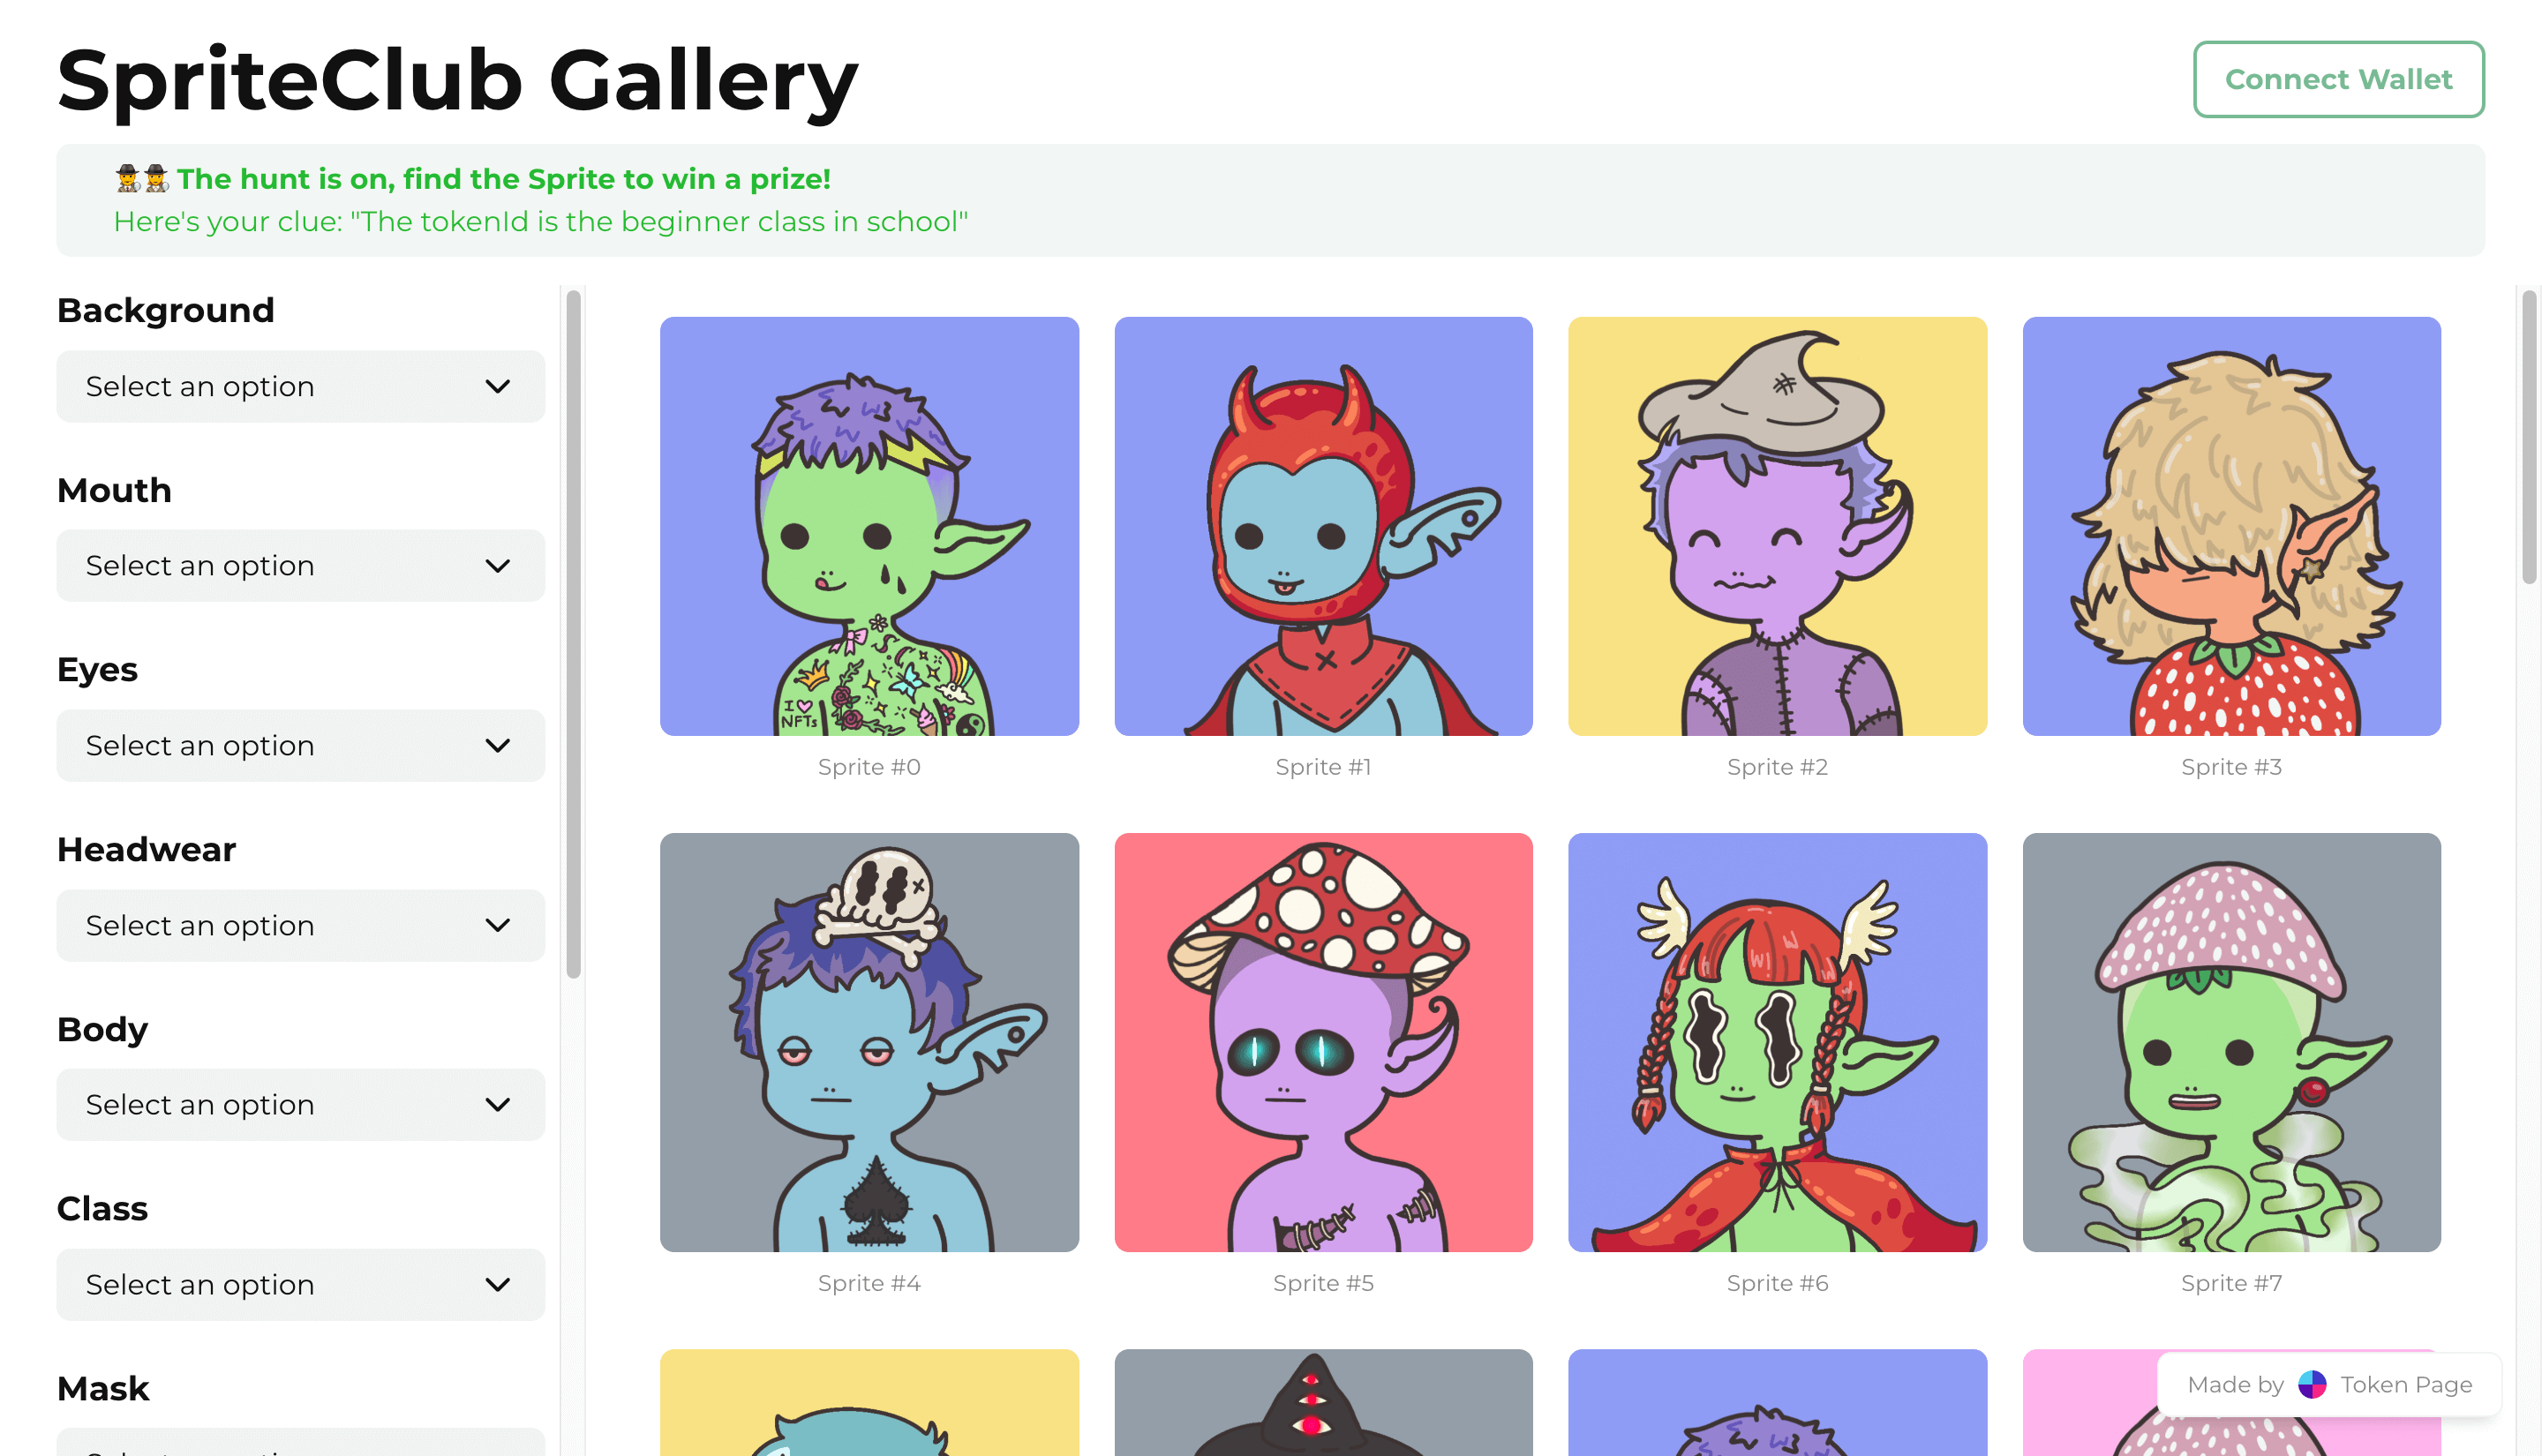 SpriteClub Gallery
Connect Wallet
The hunt is on, find the Sprite to win a prize!
Here's your clue: "The tokenId is the beginner class in school"
Background
Select an option
Mouth
Select an option
Eyes
Select an option
Headwear
Select an option
Body
Select an option
Class
Select an option
Mask
I
NFTs
Sprite #0
Sprite #1
Sprite #2
Sprite #3
Sprite #4
Sprite #5
Sprite #6
Sprite #7
Made by Token Page